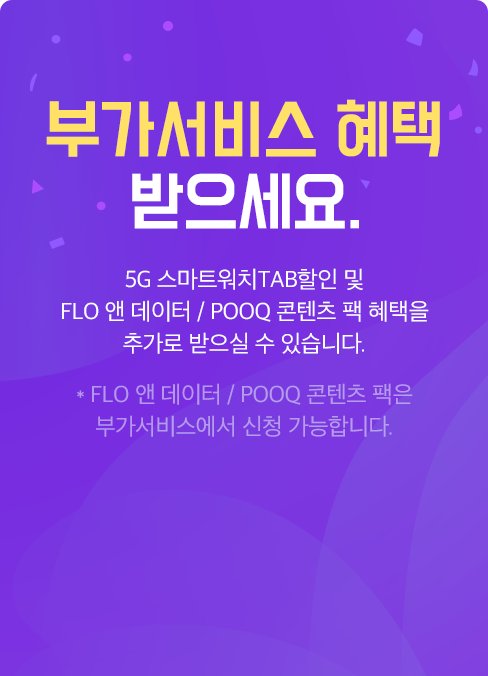 부가서비스 혜택
받으세요.
5G 스마트워치TAB할인 및
FLO 앤 데이터 / POOQ 콘텐츠 팩 혜택을
추가로 받으실 수 있습니다.
* FLO 앤 데이터 / POOQ 콘텐츠 팩은
부가서비스에서 신청 가능합니다.